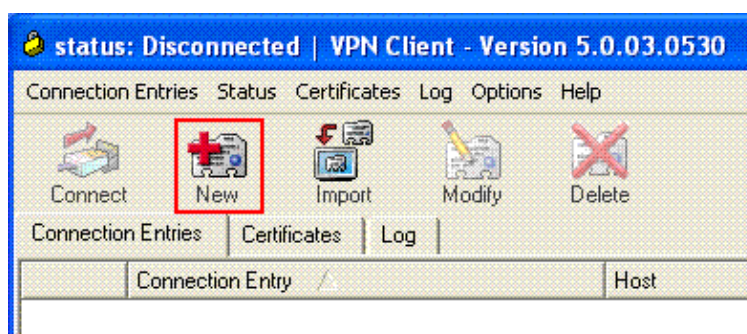 status: Disconnected | VPN Client - Version 5.0.03.0530
Connection Entries Status Certificates Log Options Help
Connect New Import Modify Delete
Connection Entries Certificates Log
Connection Entry Host